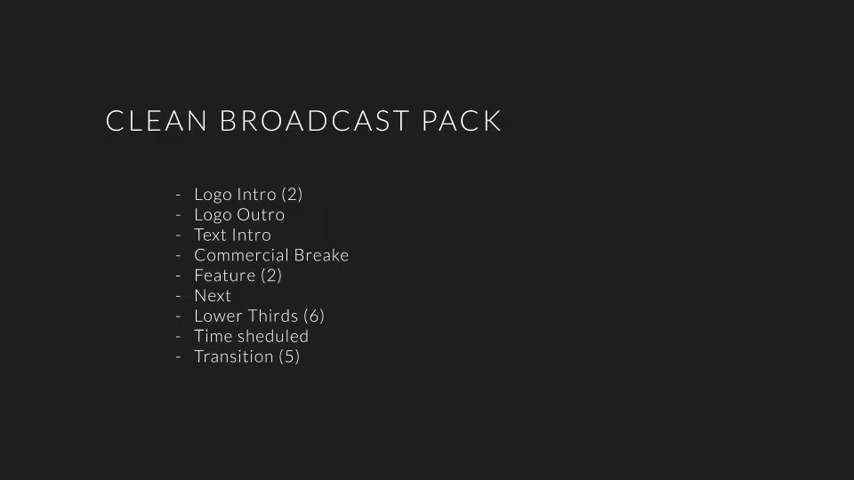 CLEAN BROADCAST PACK
- Logo Intro (2)
- Logo Outro
- Text Intro
- Commercial Breake
- Feature (2)
- Next
- Lower Thirds (6)
- Time sheduled
- Transition (5)